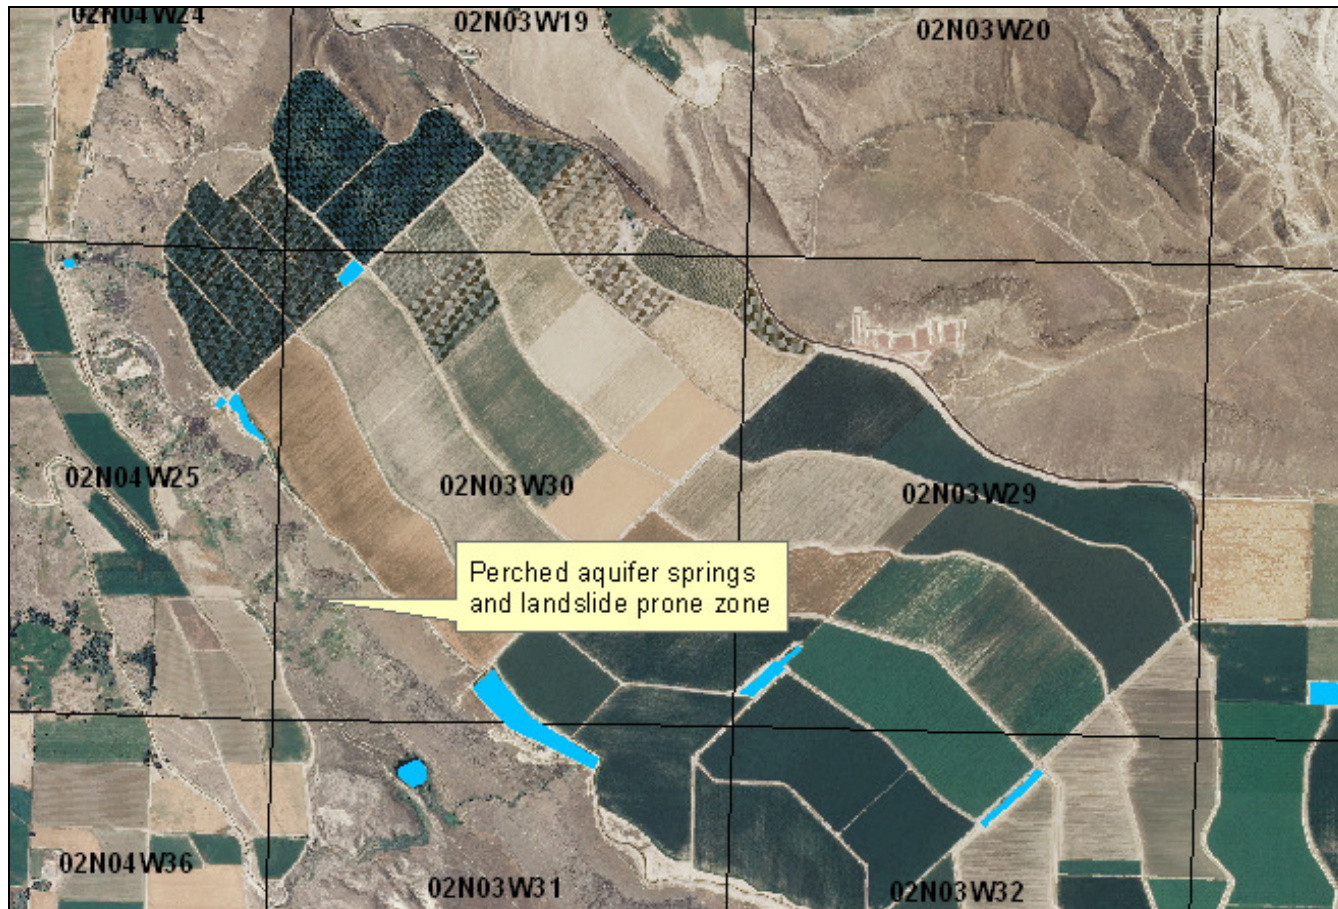 02N04W24
02N03W19
02N03W20
02N04W25
02N03W30
02N03W29
Perched aquifer springs
and landslide prone zone
02N04W36
02N03W31
02N03W32